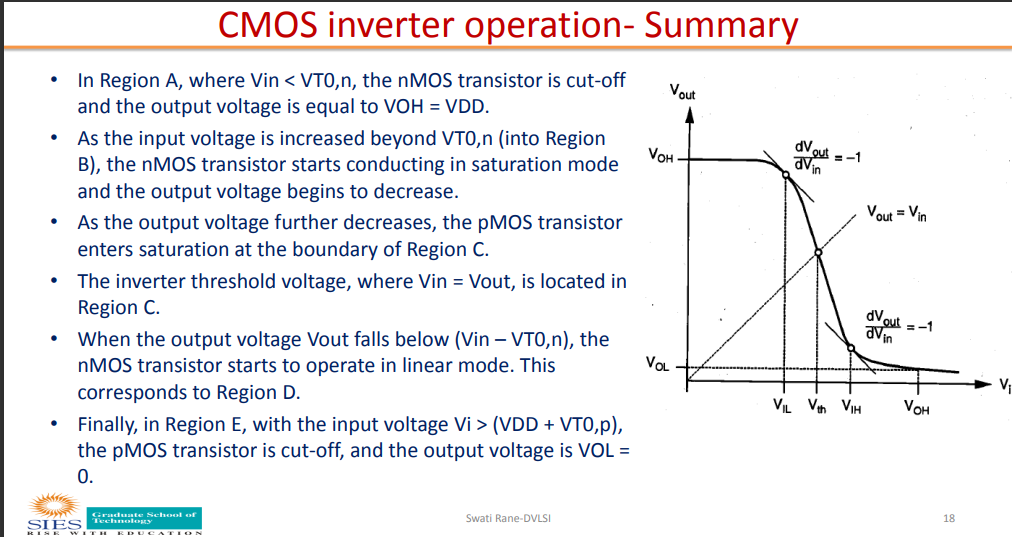 CMOS inverter operation- Summary
• In Region A, where Vin < VT0,n, the nMOS transistor is cut-off
and the output voltage is equal to VOH = VDD.
• As the input voltage is increased beyond VT0,n (into Region
B), the nMOS transistor starts conducting in saturation mode
and the output voltage begins to decrease.
• As the output voltage further decreases, the pMOS transistor
enters saturation at the boundary of Region C.
• The inverter threshold voltage, where Vin = Vout, is located in
Region C.
• When the output voltage Vout falls below (Vin – VT0,n), the
nMOS transistor starts to operate in linear mode. This
corresponds to Region D.
• Finally, in Region E, with the input voltage Vi > (VDD + VT0,p),
the pMOS transistor is cut-off, and the output voltage is VOL =
0.
Vout
VOH
dVout
dVin = –1
Vout = Vin
dVout
dVin = –1
VOL
Vi
VIL Vth VIH VOH
SIES Graduate School of
Technology
RISE WITH EDUCATION
Swati Rane-DVLSI
18